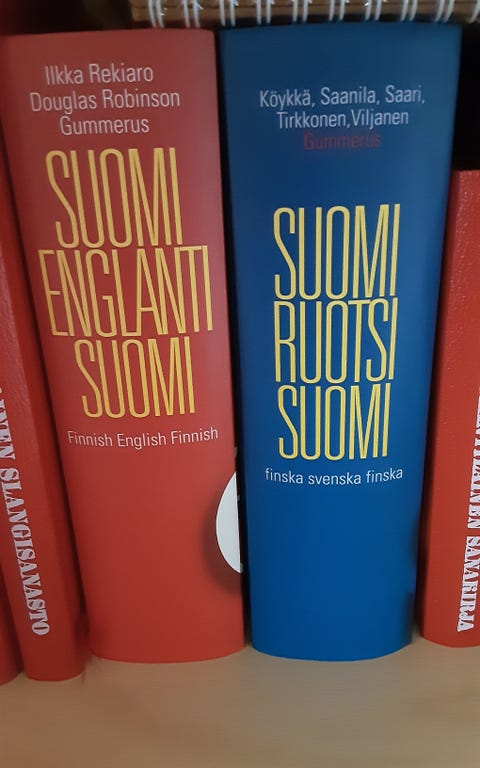 Ilkka Rekiaro
Douglas Robinson
Gummerus
SUOMI
ENGLANTI
SUOMI
Finnish English Finnish
Köykkä, Saanila, Saari,
Tirkkonen, Viljanen
Gummerus
SUOMI
RUOTSI
SUOMI
finska svenska finska
SLANGISANASTO
SANAKIRJA